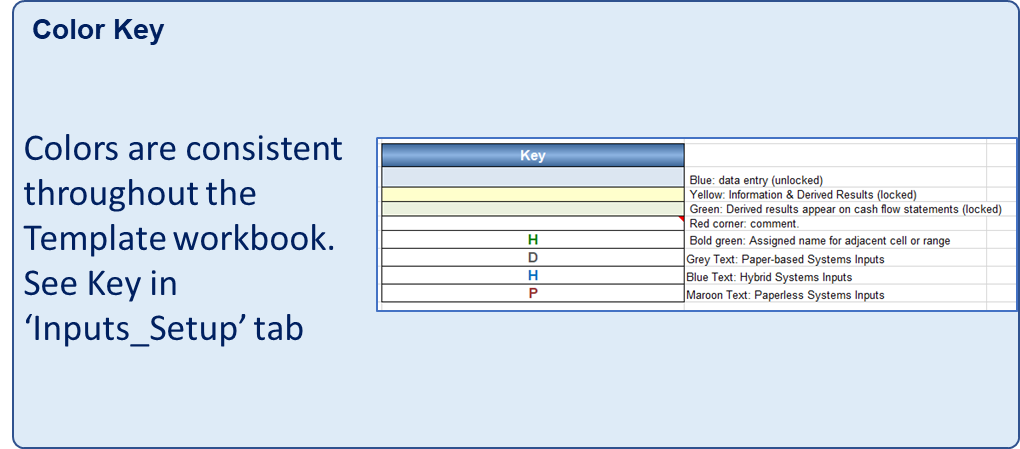 Color Key
Colors are consistent
throughout the
Template workbook.
See Key in
‘Inputs_Setup’ tab
Key
Blue: data entry (unlocked)
Yellow: Information & Derived Results (locked)
Green: Derived results appear on cash flow statements (locked)
Red corner: comment.
H Bold green: Assigned name for adjacent cell or range
D Grey Text: Paper-based Systems Inputs
H Blue Text: Hybrid Systems Inputs
P Maroon Text: Paperless Systems Inputs